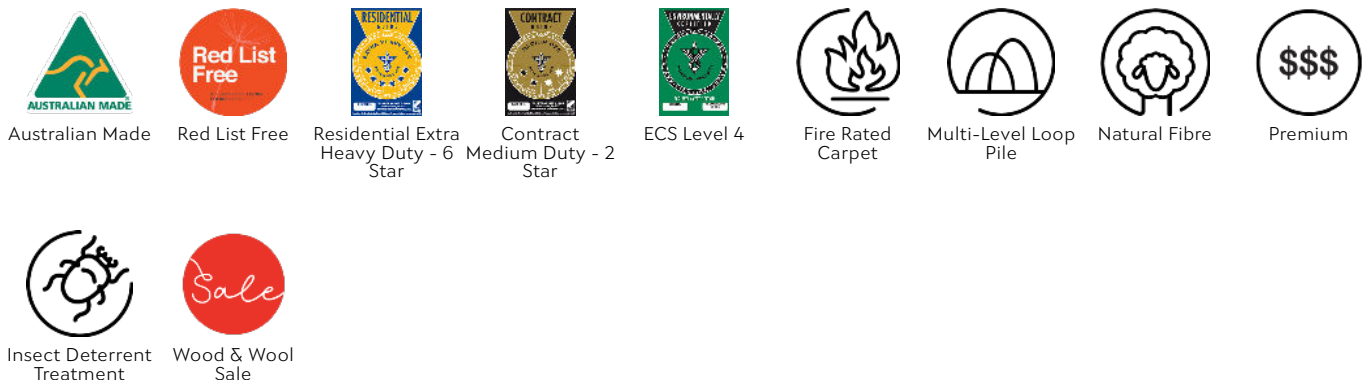 AUSTRALIAN MADE
Red List
Free
RESIDENTIAL
CONTRACT
$$$
Australian Made
Red List Free
Residential Extra
Heavy Duty - 6
Star
Contract
Medium Duty - 2
Star
ECS Level 4
Fire Rated
Carpet
Multi-Level Loop
Pile
Natural Fibre
Premium
Sale
Insect Deterrent
Treatment
Wood & Wool
Sale